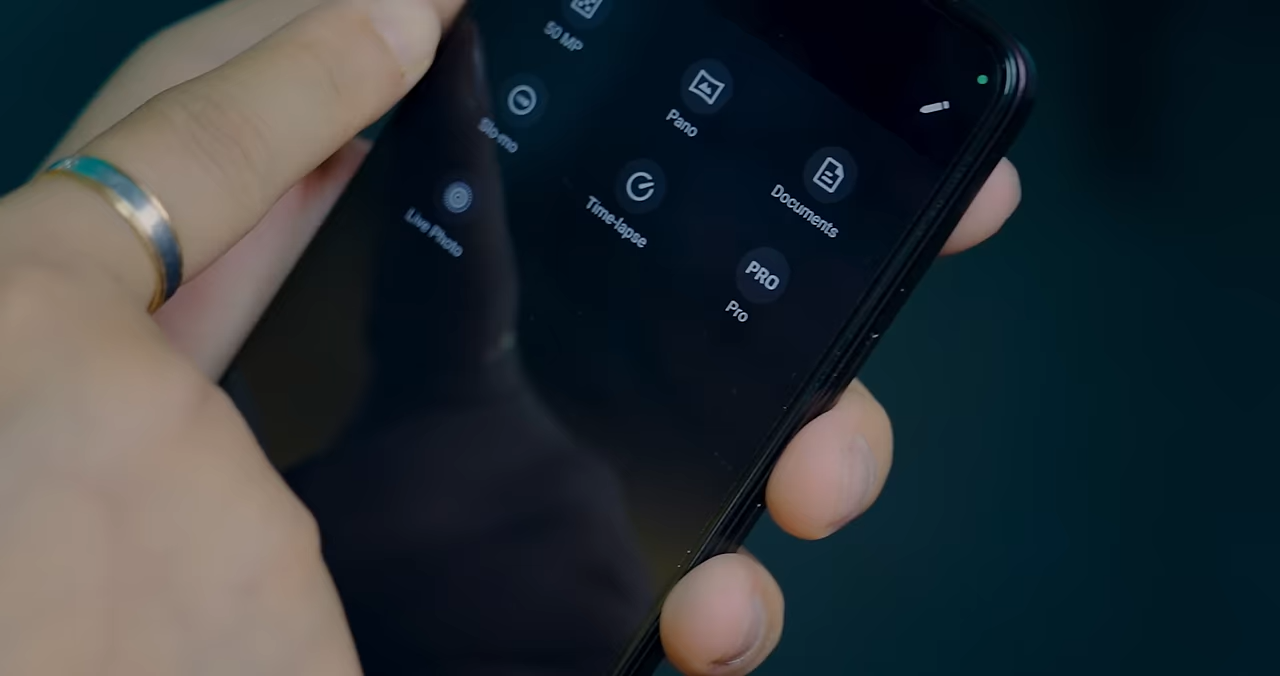 50 MP
Pano
Documents
Slo-mo
Time-lapse
PRO
Pro
Live Photo